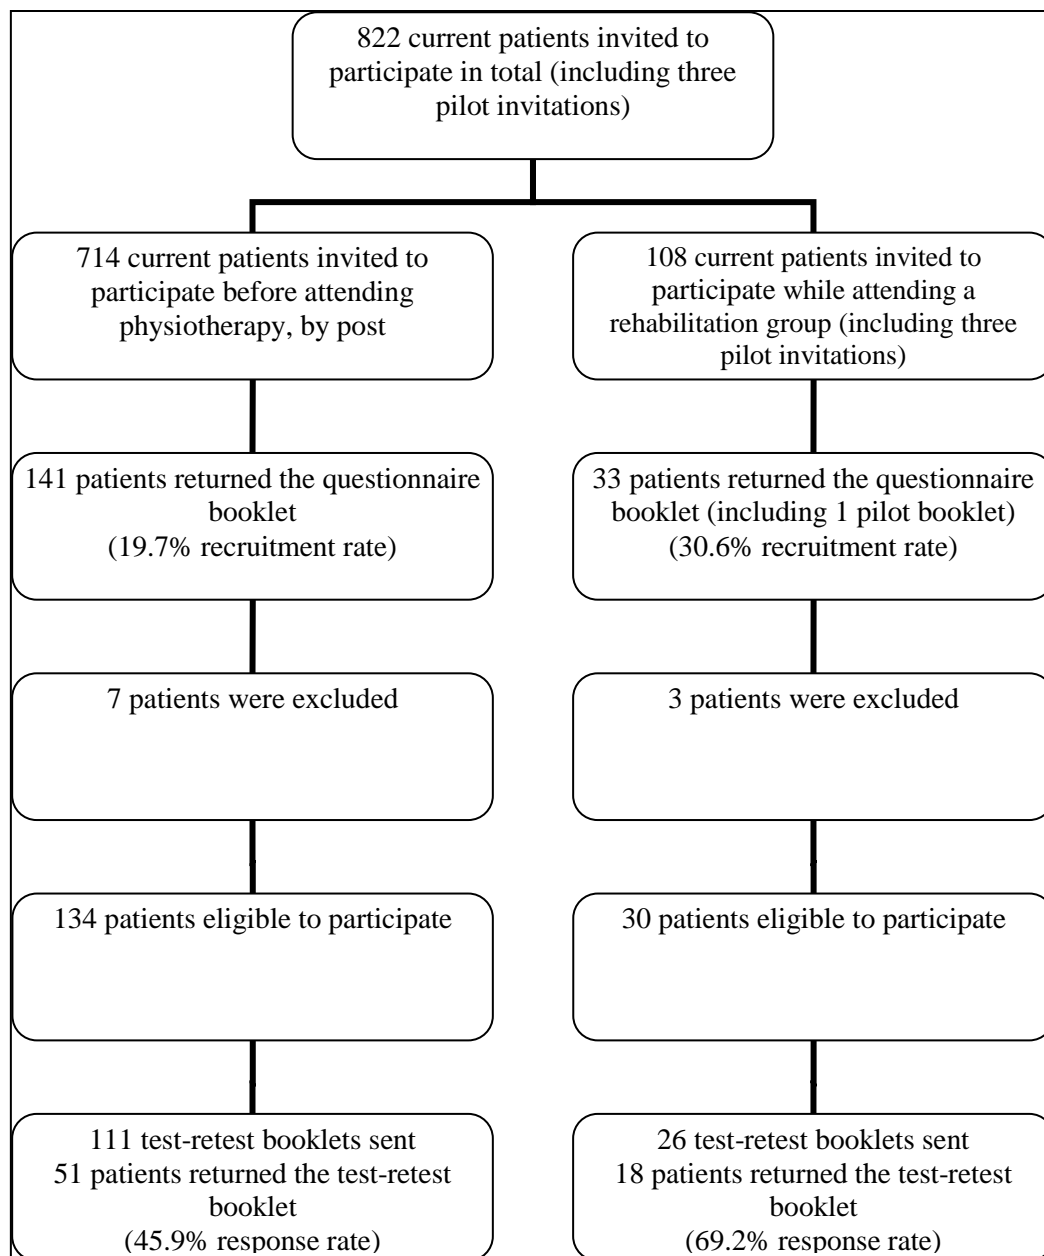 822 current patients invited to
participate in total (including three
pilot invitations)
714 current patients invited to
participate before attending
physiotherapy, by post
108 current patients invited to
participate while attending a
rehabilitation group (including three
pilot invitations)
141 patients returned the questionnaire
booklet
(19.7% recruitment rate)
33 patients returned the questionnaire
booklet (including 1 pilot booklet)
(30.6% recruitment rate)
7 patients were excluded
3 patients were excluded
134 patients eligible to participate
30 patients eligible to participate
111 test-retest booklets sent
51 patients returned the test-retest
booklet
(45.9% response rate)
26 test-retest booklets sent
18 patients returned the test-retest
booklet
(69.2% response rate)